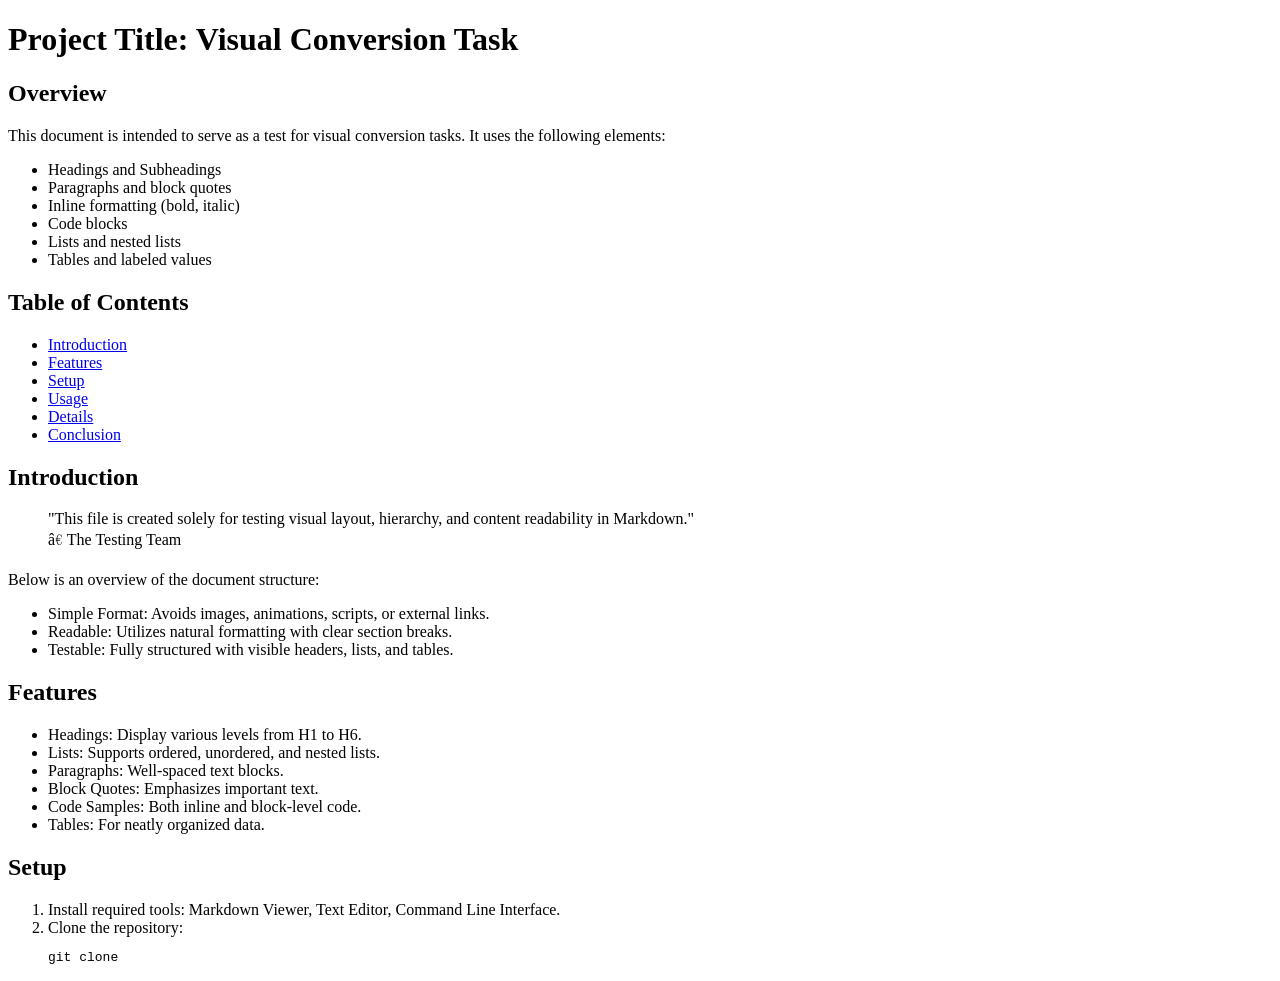 Project Title: Visual Conversion Task
Overview
This document is intended to serve as a test for visual conversion tasks. It uses the following elements:
• Headings and Subheadings
• Paragraphs and block quotes
• Inline formatting (bold, italic)
• Code blocks
• Lists and nested lists
• Tables and labeled values
Table of Contents
• Introduction
• Features
• Setup
• Usage
• Details
• Conclusion
Introduction
"This file is created solely for testing visual layout, hierarchy, and content readability in Markdown."
â€ The Testing Team
Below is an overview of the document structure:
• Simple Format: Avoids images, animations, scripts, or external links.
• Readable: Utilizes natural formatting with clear section breaks.
• Testable: Fully structured with visible headers, lists, and tables.
Features
• Headings: Display various levels from H1 to H6.
• Lists: Supports ordered, unordered, and nested lists.
• Paragraphs: Well-spaced text blocks.
• Block Quotes: Emphasizes important text.
• Code Samples: Both inline and block-level code.
• Tables: For neatly organized data.
Setup
1. Install required tools: Markdown Viewer, Text Editor, Command Line Interface.
2. Clone the repository:
git clone